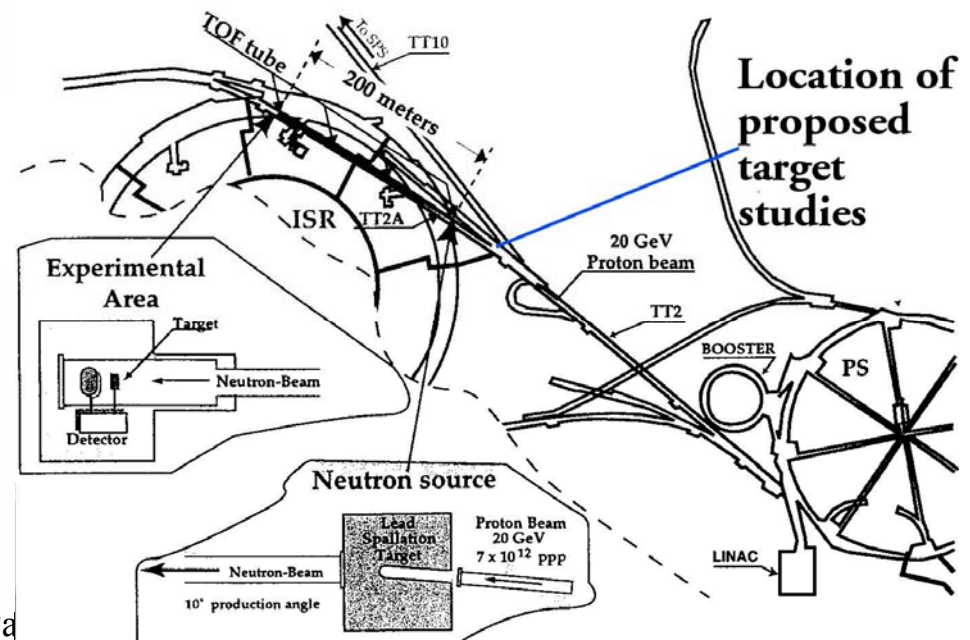 To SPS
TT10
TOF tube
200 meters
Location of
proposed
target
studies
ISR
TT2A
20 GeV
Proton beam
TT2
Experimental
Area
Target
Neutron-Beam
Detector
BOOSTER
PS
Neutron source
Lead
Spallation
Target
Proton Beam
20 GeV
7 x 10¹² ppp
Neutron-Beam
10° production angle
LINAC